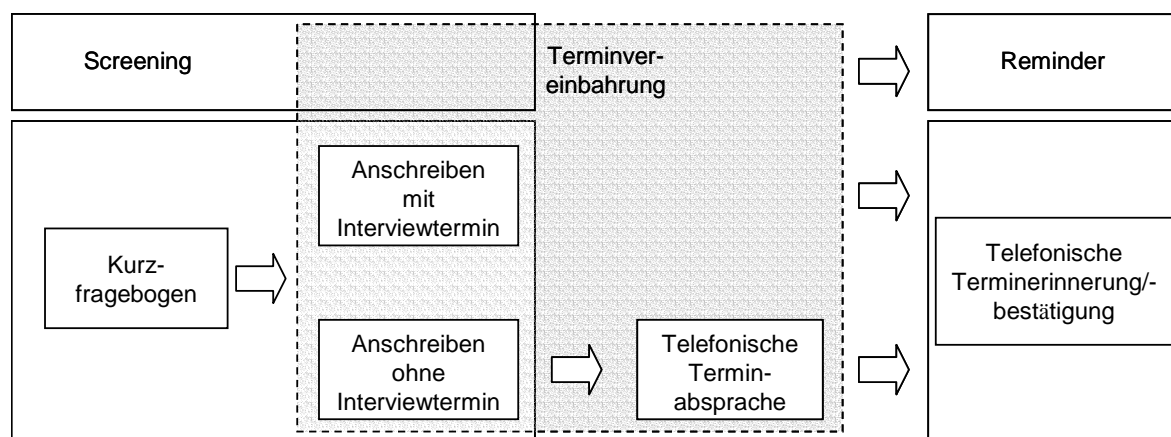 Screening
Terminver-
einbahrung
Reminder
Anschreiben
mit
Interviewtermin
Kurz-
fragebogen
Telefonische
Terminerinnerung/-
bestätigung
Anschreiben
ohne
Interviewtermin
Telefonische
Termin-
absprache